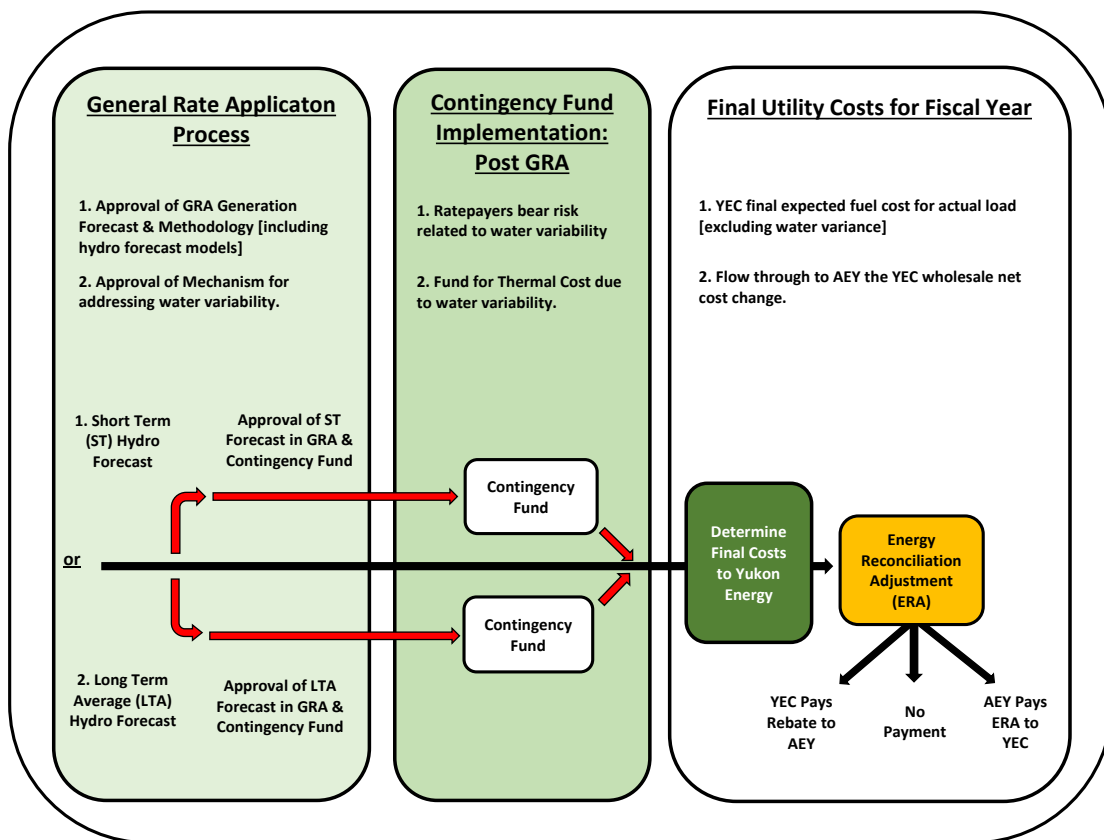 General Rate Applicaton
Process
1. Approval of GRA Generation
Forecast & Methodology [including
hydro forecast models]
2. Approval of Mechanism for
addressing water variability.
1. Short Term
(ST) Hydro
Forecast
Approval of ST
Forecast in GRA &
Contingency Fund
or
2. Long Term
Average (LTA)
Hydro Forecast
Approval of LTA
Forecast in GRA &
Contingency Fund
Contingency Fund
Implementation:
Post GRA
1. Ratepayers bear risk
related to water variability
2. Fund for Thermal Cost due
to water variability.
Contingency
Fund
Contingency
Fund
Final Utility Costs for Fiscal Year
1. YEC final expected fuel cost for actual load
[excluding water variance]
2. Flow through to AEY the YEC wholesale net
cost change.
Determine
Final Costs
to Yukon
Energy
Energy
Reconciliation
Adjustment
(ERA)
YEC Pays
Rebate to
AEY
No
Payment
AEY Pays
ERA to
YEC